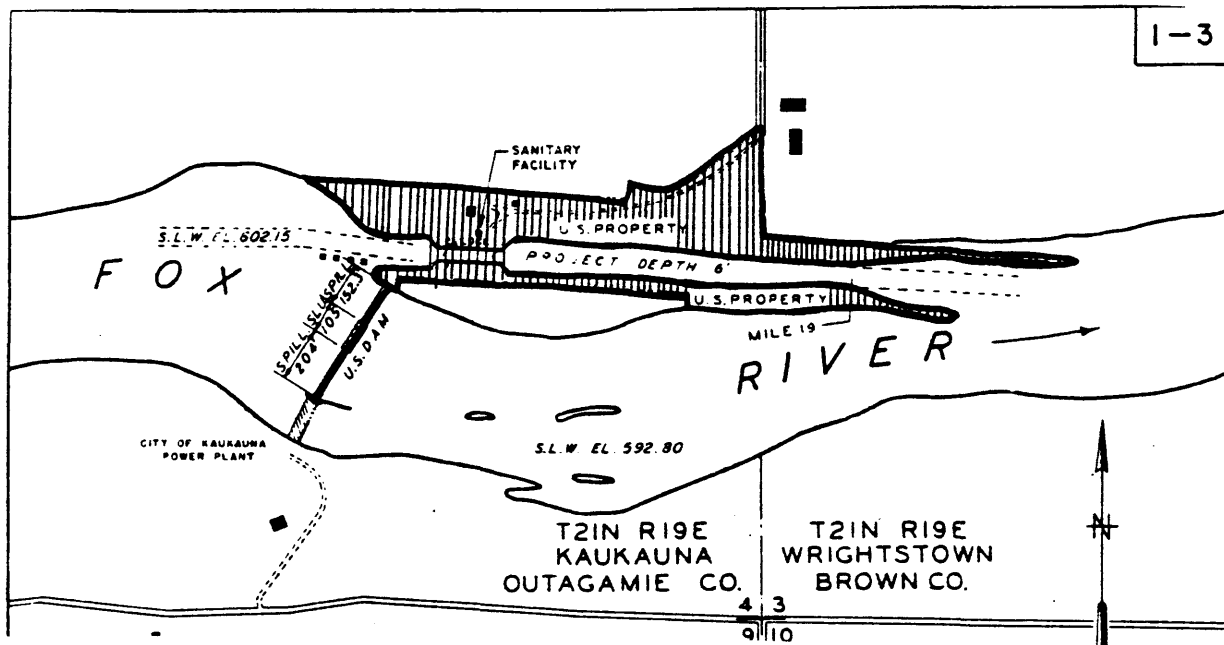 1-3
SANITARY
FACILITY
U.S. PROPERTY
S.L.W. EL. 602.15
PROJECT DEPTH 6'
FOX
U.S. PROPERTY
MILE 19
RIVER
SPILL.
204'
U.S. DAM
CITY OF KAUKAUNA
POWER PLANT
S.L.W. EL. 592.80
N
T21N R19E
KAUKAUNA
OUTAGAMIE CO.
T21N R19E
WRIGHTSTOWN
BROWN CO.
4 3
9 10